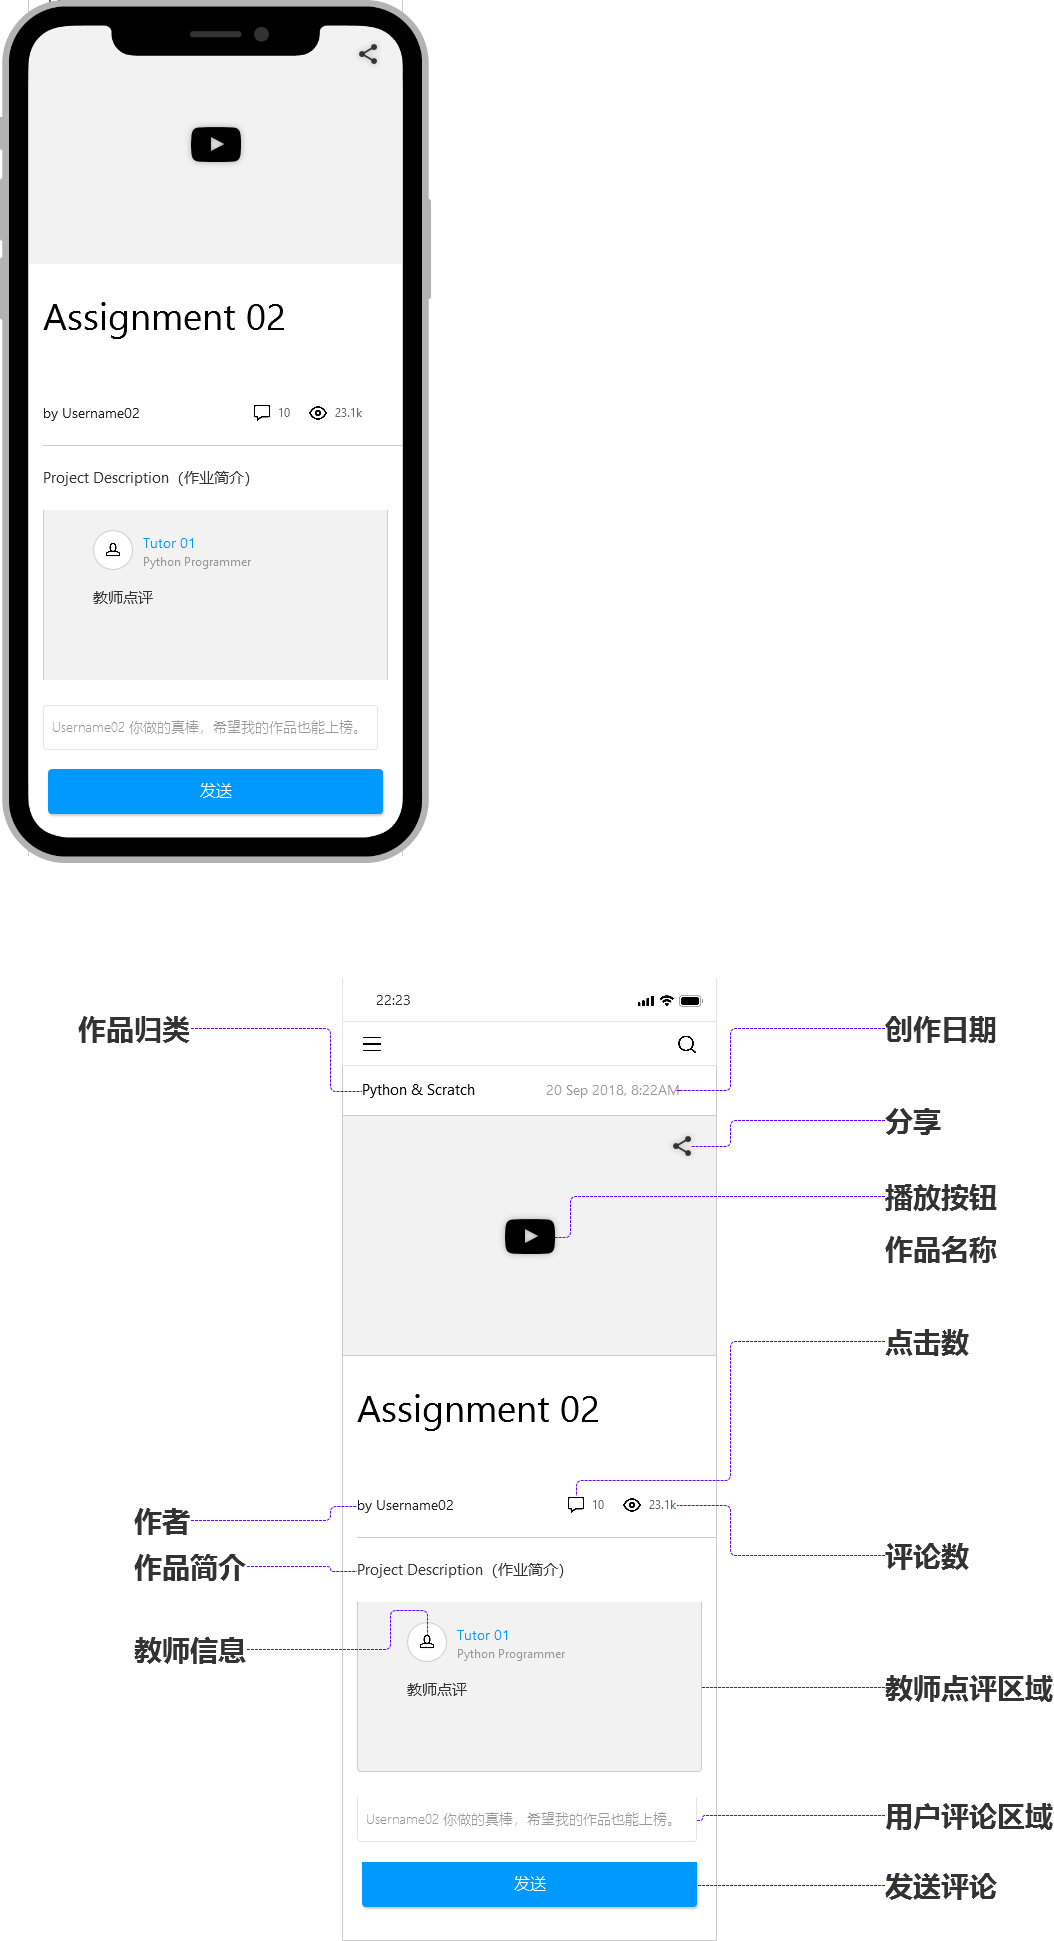 Assignment 02
by Username02
10
23.1k
Project Description（作业简介）
Tutor 01
Python Programmer
教师点评
Username02 你做的真棒，希望我的作品也能上榜。
发送
22:23
作品归类
创作日期
Python & Scratch
20 Sep 2018, 8:22AM
分享
播放按钮
作品名称
点击数
Assignment 02
作者
by Username02
10
23.1k
评论数
作品简介
Project Description（作业简介）
教师信息
Tutor 01
Python Programmer
教师点评
教师点评区域
Username02 你做的真棒，希望我的作品也能上榜。
用户评论区域
发送
发送评论